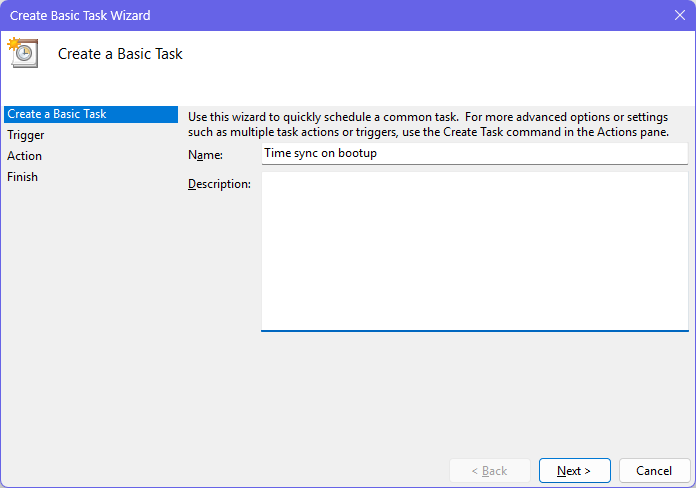 Create Basic Task Wizard
Create a Basic Task
Create a Basic Task
Trigger
Action
Finish
Use this wizard to quickly schedule a common task.  For more advanced options or settings
such as multiple task actions or triggers, use the Create Task command in the Actions pane.
Name: Time sync on bootup
Description:
< Back Next > Cancel